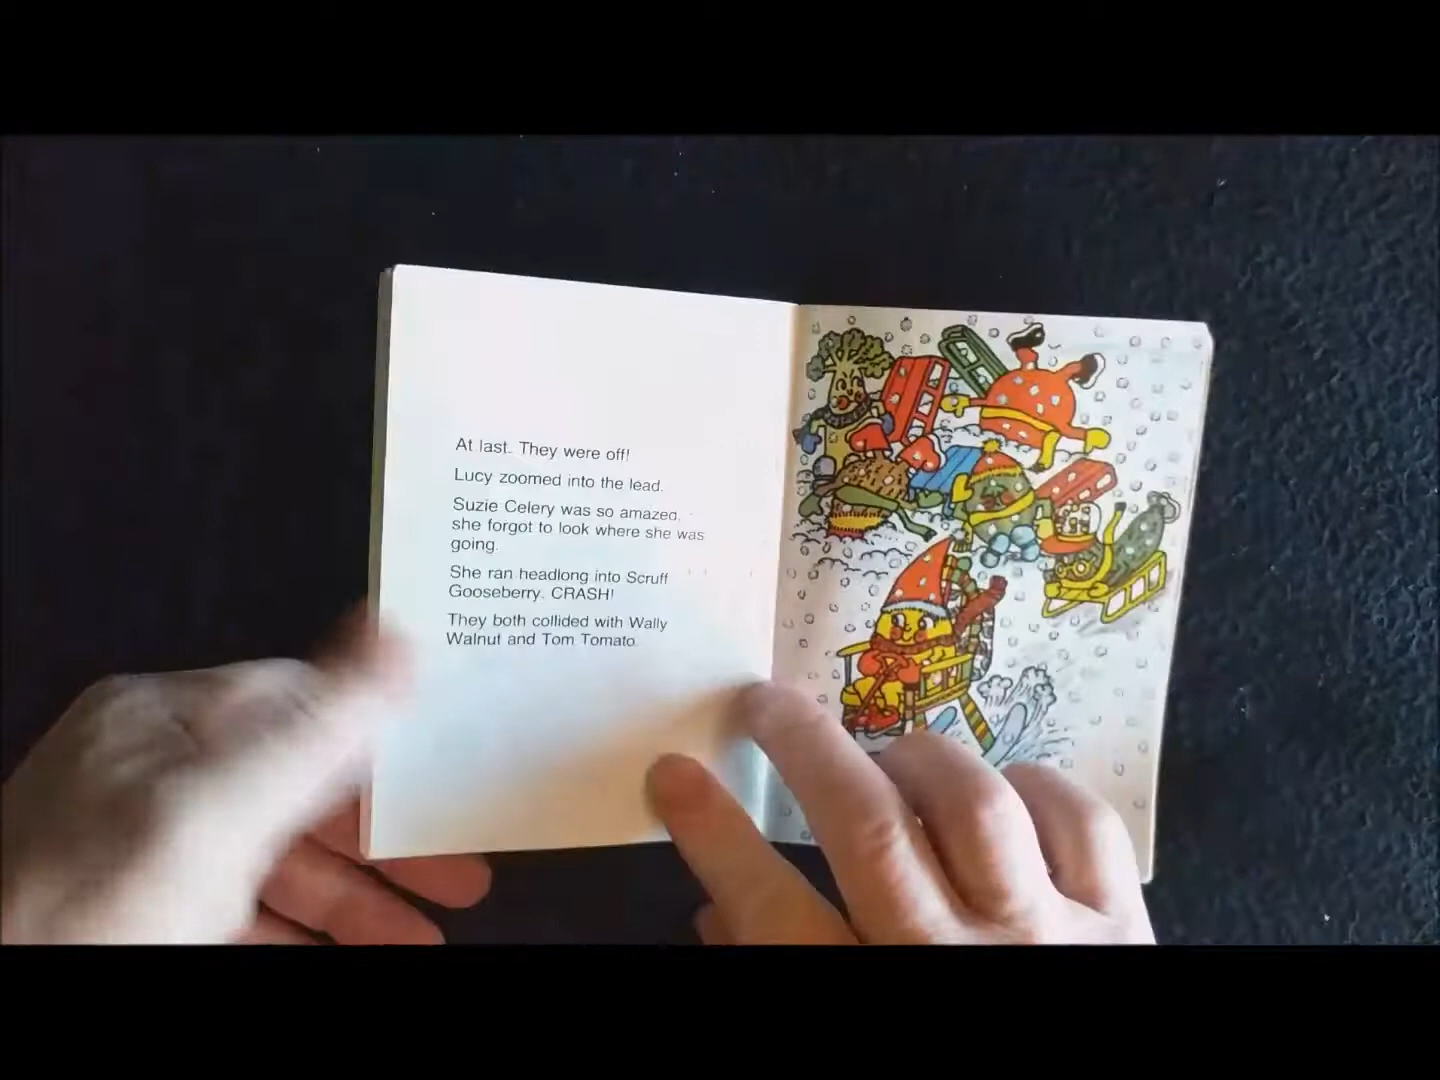 At last. They were off!
Lucy zoomed into the lead.
Suzie Celery was so amazed,
she forgot to look where she was
going.
She ran headlong into Scruff
Gooseberry. CRASH!
They both collided with Wally
Walnut and Tom Tomato.